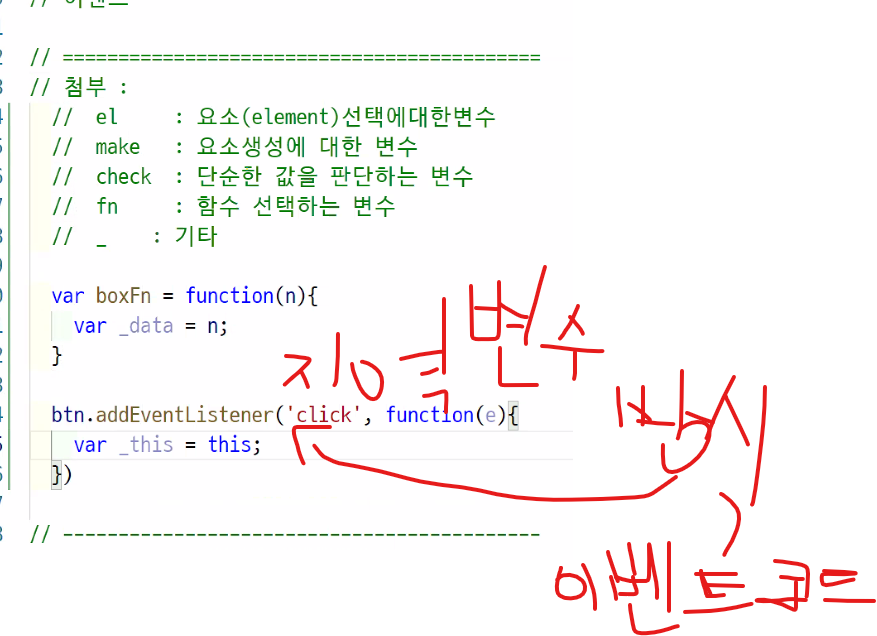 // 이벤트
// ===========================================
// 첨부 :
// el : 요소(element)선택에대한변수
// make : 요소생성에 대한 변수
// check : 단순한 값을 판단하는 변수
// fn : 함수 선택하는 변수
// _ : 기타
var boxFn = function(n){
var _data = n;
}
지역변수
btn.addEventListener('click', function(e){
var _this = this;
})
// -------------------------------------------
이벤트코드